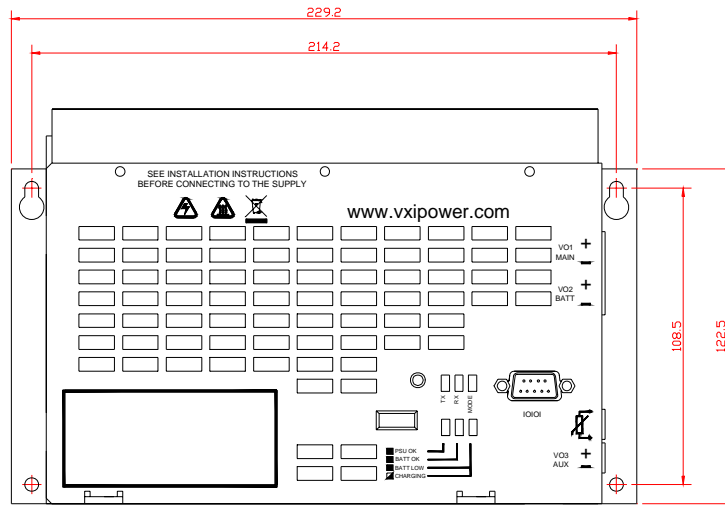 229.2
214.2
SEE INSTALLATION INSTRUCTIONS
BEFORE CONNECTING TO THE SUPPLY
www.vxipower.com
VO1 +
MAIN -
VO2 +
BATT -
108.5
122.5
TX
RX
MODE
IOIOI
PSU OK
BATT OK
BATT LOW
CHARGING
VO3 +
AUX -